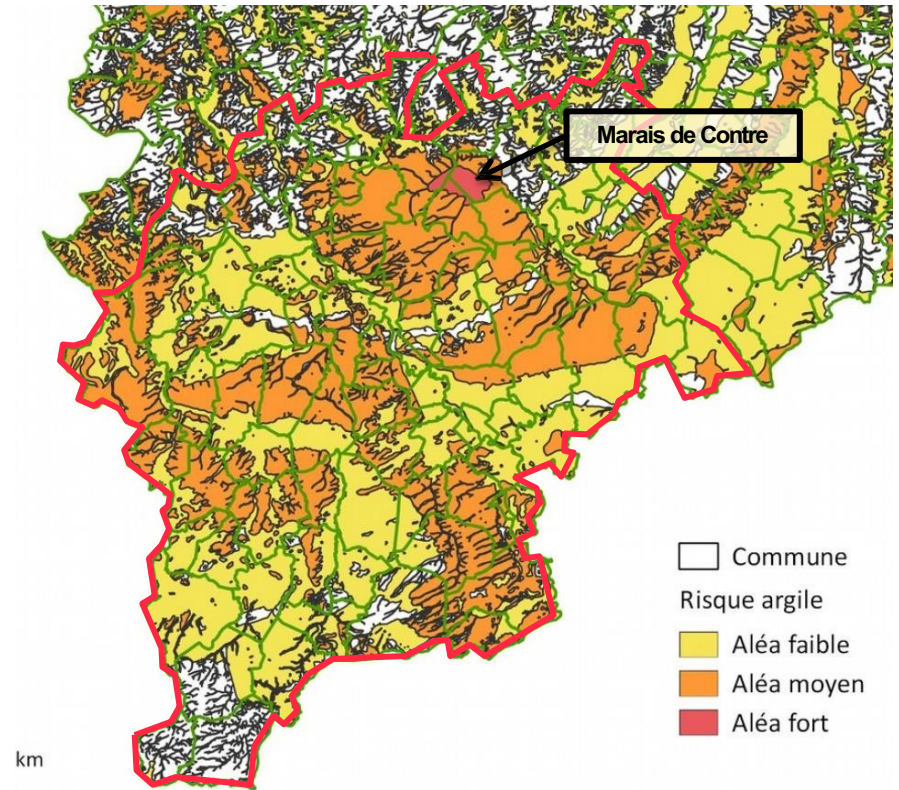 Marais de Contre
Commune
Risque argile
Aléa faible
Aléa moyen
Aléa fort
km